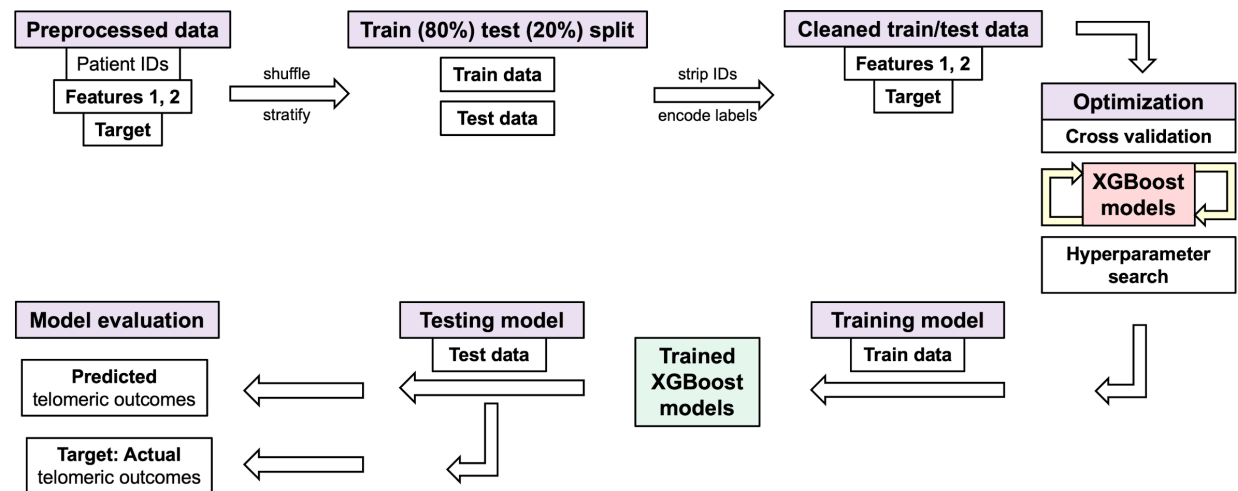 Preprocessed data
Patient IDs
Features 1, 2
Target
shuffle
stratify
Train (80%) test (20%) split
Train data
Test data
strip IDs
encode labels
Cleaned train/test data
Features 1, 2
Target
Optimization
Cross validation
XGBoost
models
Hyperparameter
search
Training model
Train data
Trained
XGBoost
models
Testing model
Test data
Model evaluation
Predicted
telomeric outcomes
Target: Actual
telomeric outcomes